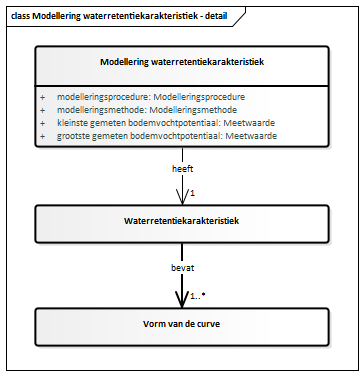 class Modellering waterretentiekarakteristiek - detail
Modellering waterretentiekarakteristiek
+ modelleringsprocedure: Modelleringsprocedure
+ modelleringsmethode: Modelleringsmethode
+ kleinste gemeten bodemvochtpotentiaal: Meetwaarde
+ grootste gemeten bodemvochtpotentiaal: Meetwaarde
heeft
1
Waterretentiekarakteristiek
bevat
1..*
Vorm van de curve